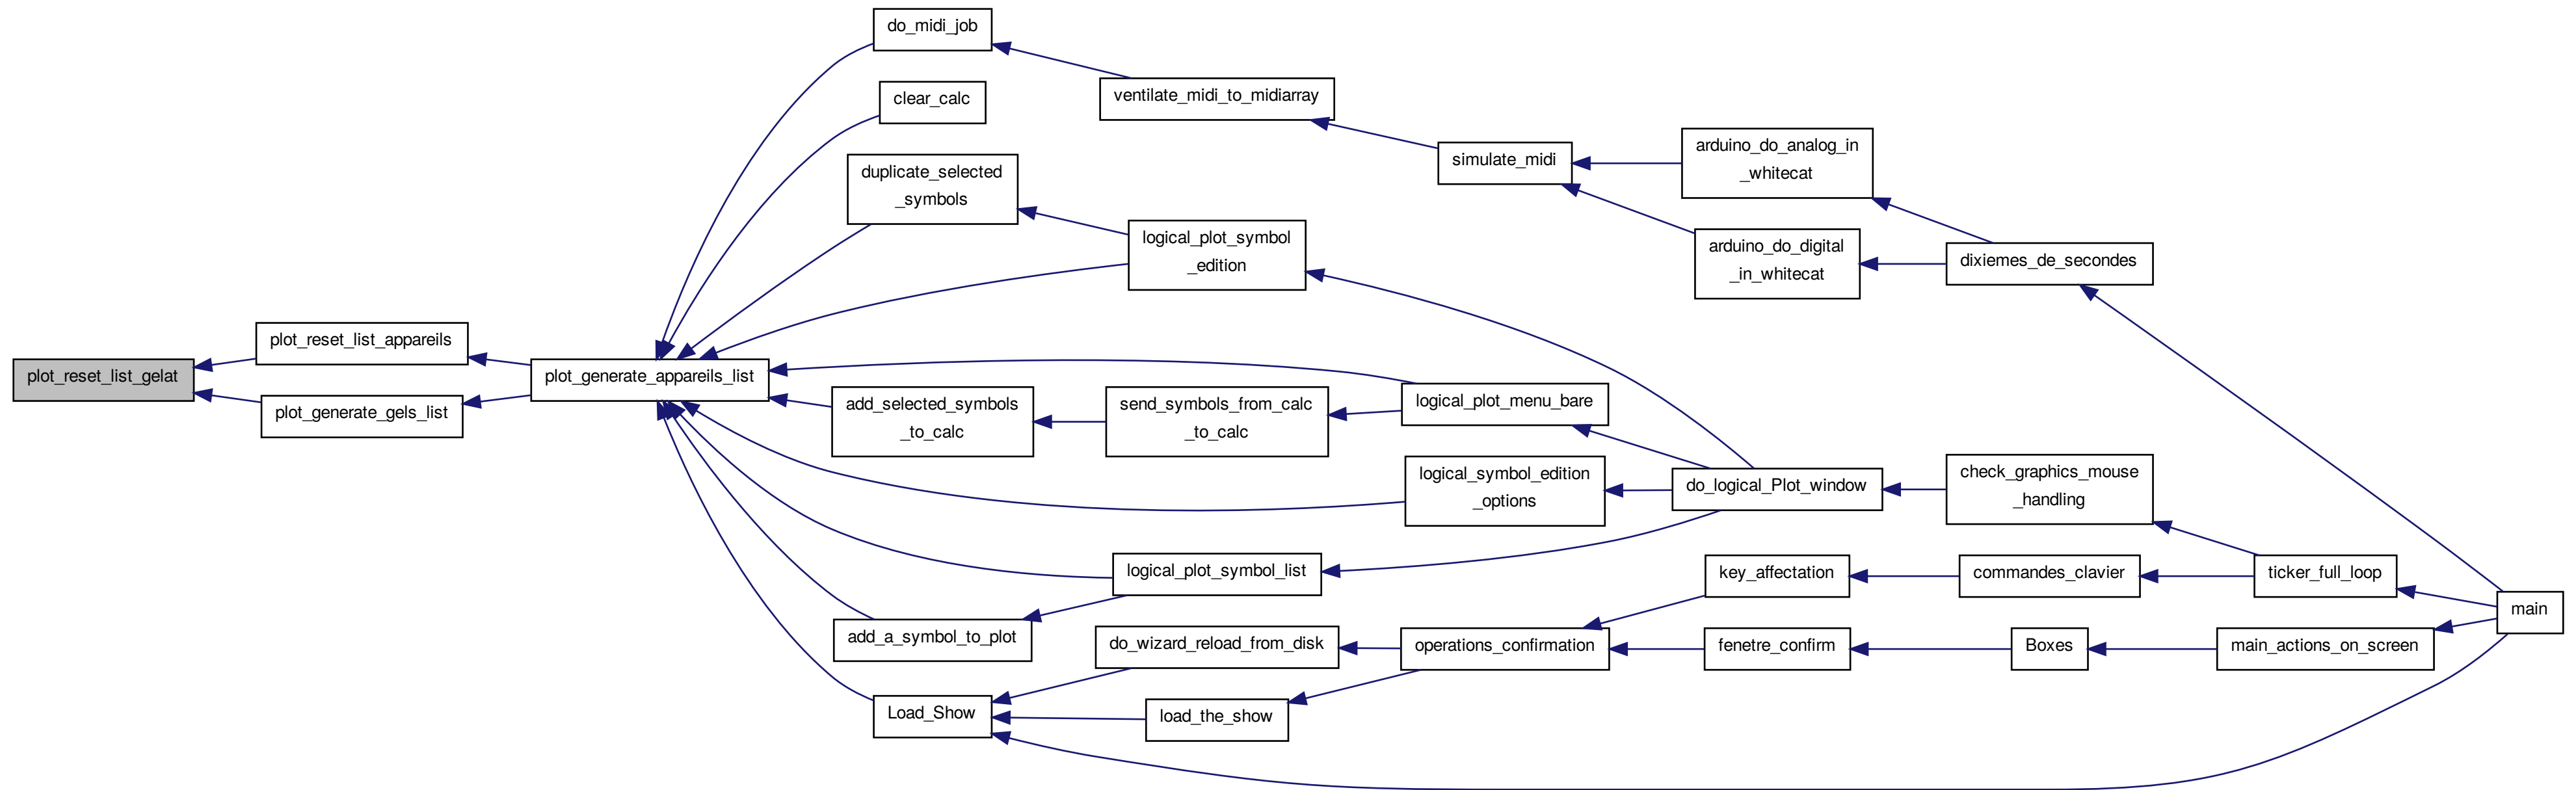 do_midi_job
clear_calc
ventilate_midi_to_midiarray
duplicate_selected
_symbols
simulate_midi
arduino_do_analog_in
_whitecat
logical_plot_symbol
_edition
arduino_do_digital
_in_whitecat
dixiemes_de_secondes
plot_reset_list_gelat
plot_reset_list_appareils
plot_generate_gels_list
plot_generate_appareils_list
add_selected_symbols
_to_calc
send_symbols_from_calc
_to_calc
logical_plot_menu_bare
logical_symbol_edition
_options
do_logical_Plot_window
check_graphics_mouse
_handling
logical_plot_symbol_list
key_affectation
commandes_clavier
ticker_full_loop
main
add_a_symbol_to_plot
do_wizard_reload_from_disk
operations_confirmation
fenetre_confirm
Boxes
main_actions_on_screen
Load_Show
load_the_show